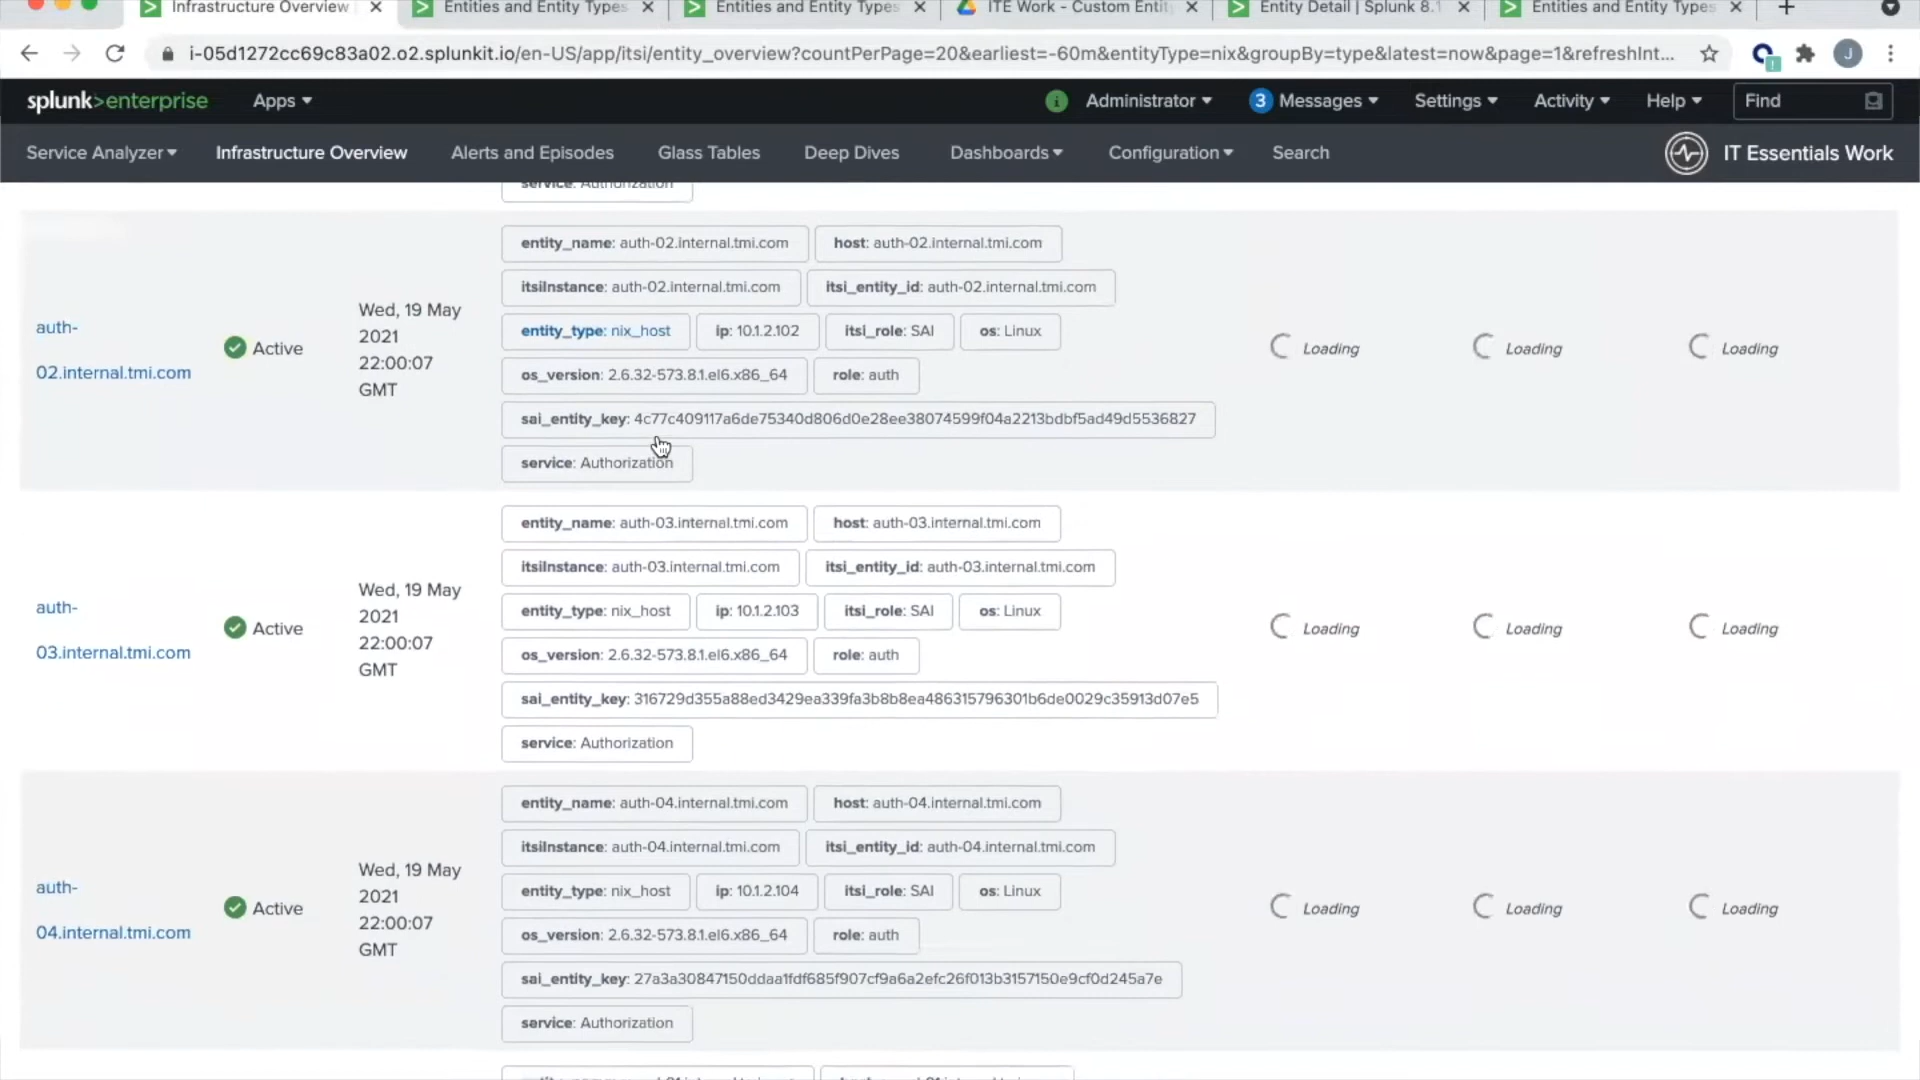 Infrastructure Overview
Entities and Entity Types
Entities and Entity Types
ITE Work - Custom Entit
Entity Detail | Splunk 8.1
Entities and Entity Types
i-05d1272cc69c83a02.o2.splunkit.io/en-US/app/itsi/entity_overview?countPerPage=20&earliest=-60m&entityType=nix&groupBy=type&latest=now&page=1&refreshInt...
J
splunk>enterprise Apps
i Administrator 3 Messages Settings Activity Help Find
Service Analyzer Infrastructure Overview Alerts and Episodes Glass Tables Deep Dives Dashboards Configuration Search IT Essentials Work
service: Authorization
auth-
02.internal.tmi.com
Active
Wed, 19 May
2021
22:00:07
GMT
entity_name: auth-02.internal.tmi.com host: auth-02.internal.tmi.com
itsiInstance: auth-02.internal.tmi.com itsi_entity_id: auth-02.internal.tmi.com
entity_type: nix_host ip: 10.1.2.102 itsi_role: SAI os: Linux
os_version: 2.6.32-573.8.1.el6.x86_64 role: auth
sai_entity_key: 4c77c409117a6de75340d806d0e28ee38074599f04a2213bdbf5ad49d5536827
service: Authorization
Loading Loading Loading
auth-
03.internal.tmi.com
Active
Wed, 19 May
2021
22:00:07
GMT
entity_name: auth-03.internal.tmi.com host: auth-03.internal.tmi.com
itsiInstance: auth-03.internal.tmi.com itsi_entity_id: auth-03.internal.tmi.com
entity_type: nix_host ip: 10.1.2.103 itsi_role: SAI os: Linux
os_version: 2.6.32-573.8.1.el6.x86_64 role: auth
sai_entity_key: 316729d355a88ed3429ea339fa3b8b8ea486315796301b6de0029c35913d07e5
service: Authorization
Loading Loading Loading
auth-
04.internal.tmi.com
Active
Wed, 19 May
2021
22:00:07
GMT
entity_name: auth-04.internal.tmi.com host: auth-04.internal.tmi.com
itsiInstance: auth-04.internal.tmi.com itsi_entity_id: auth-04.internal.tmi.com
entity_type: nix_host ip: 10.1.2.104 itsi_role: SAI os: Linux
os_version: 2.6.32-573.8.1.el6.x86_64 role: auth
sai_entity_key: 27a3a30847150ddaa1fdf685f907cf9a6a2efc26f013b3157150e9cf0d245a7e
service: Authorization
Loading Loading Loading